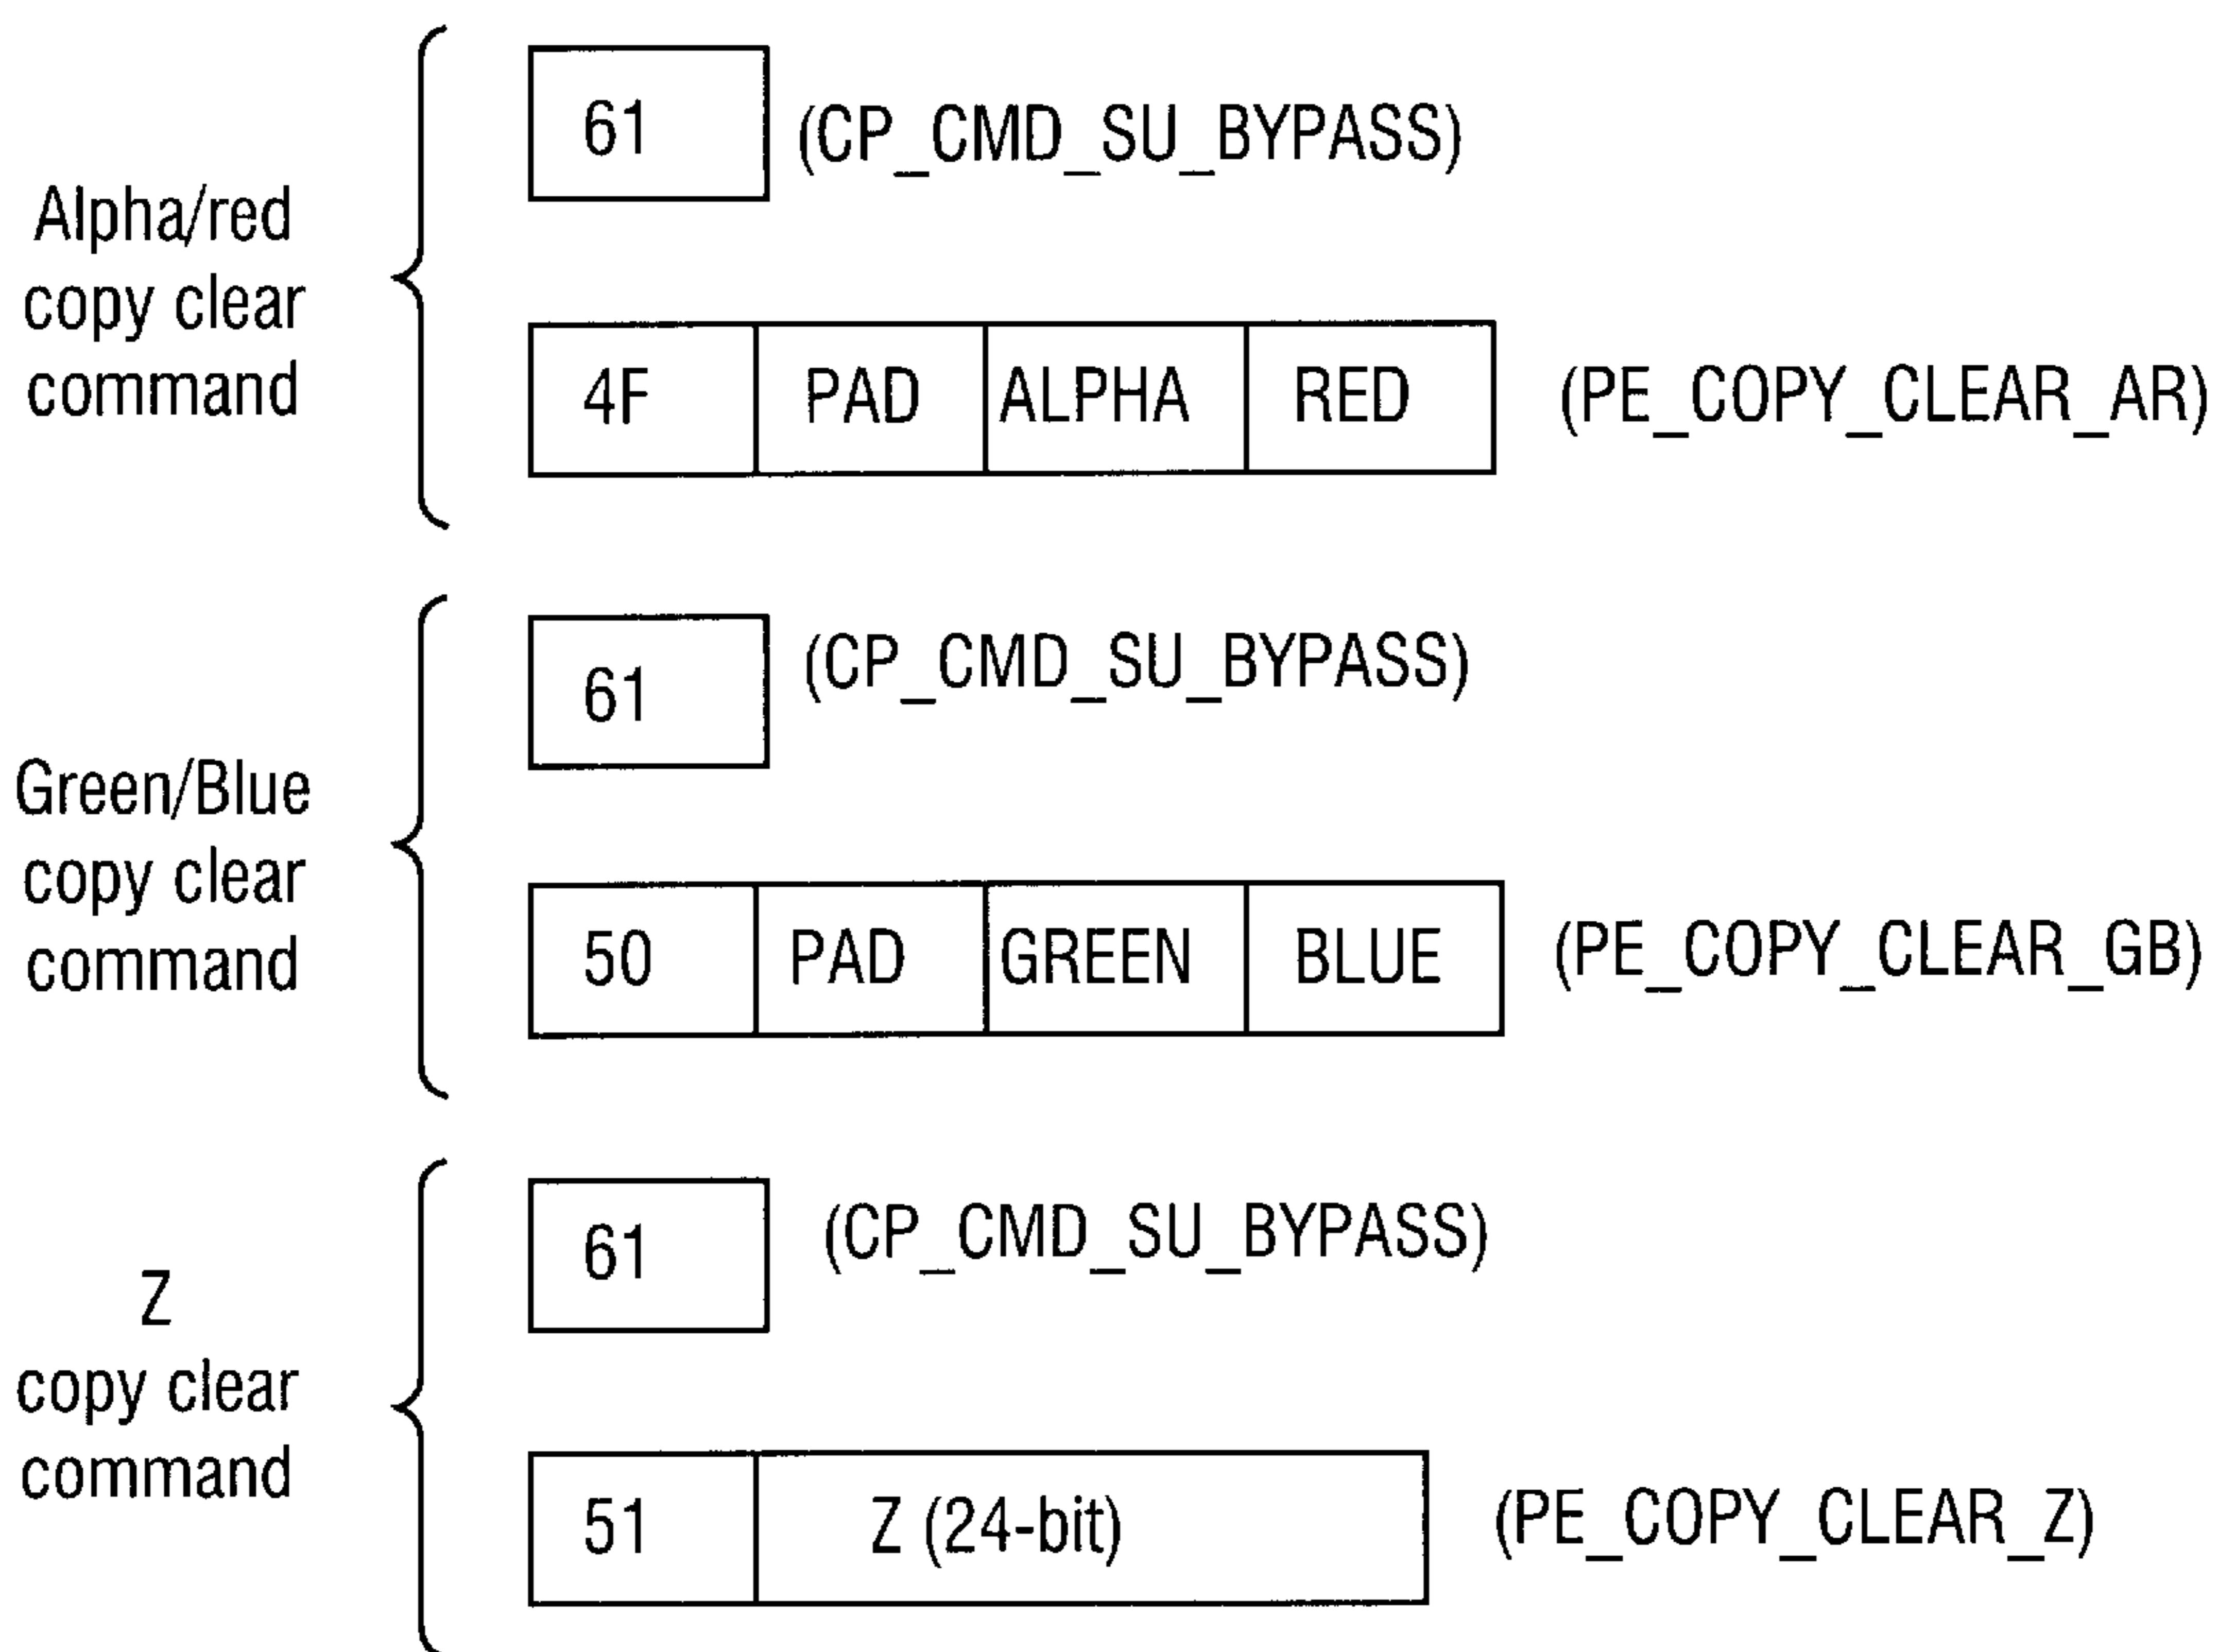 Alpha/red
copy clear
command
61 (CP_CMD_SU_BYPASS)
4F PAD ALPHA RED (PE_COPY_CLEAR_AR)
Green/Blue
copy clear
command
61 (CP_CMD_SU_BYPASS)
50 PAD GREEN BLUE (PE_COPY_CLEAR_GB)
Z
copy clear
command
61 (CP_CMD_SU_BYPASS)
51 Z (24-bit) (PE_COPY_CLEAR_Z)